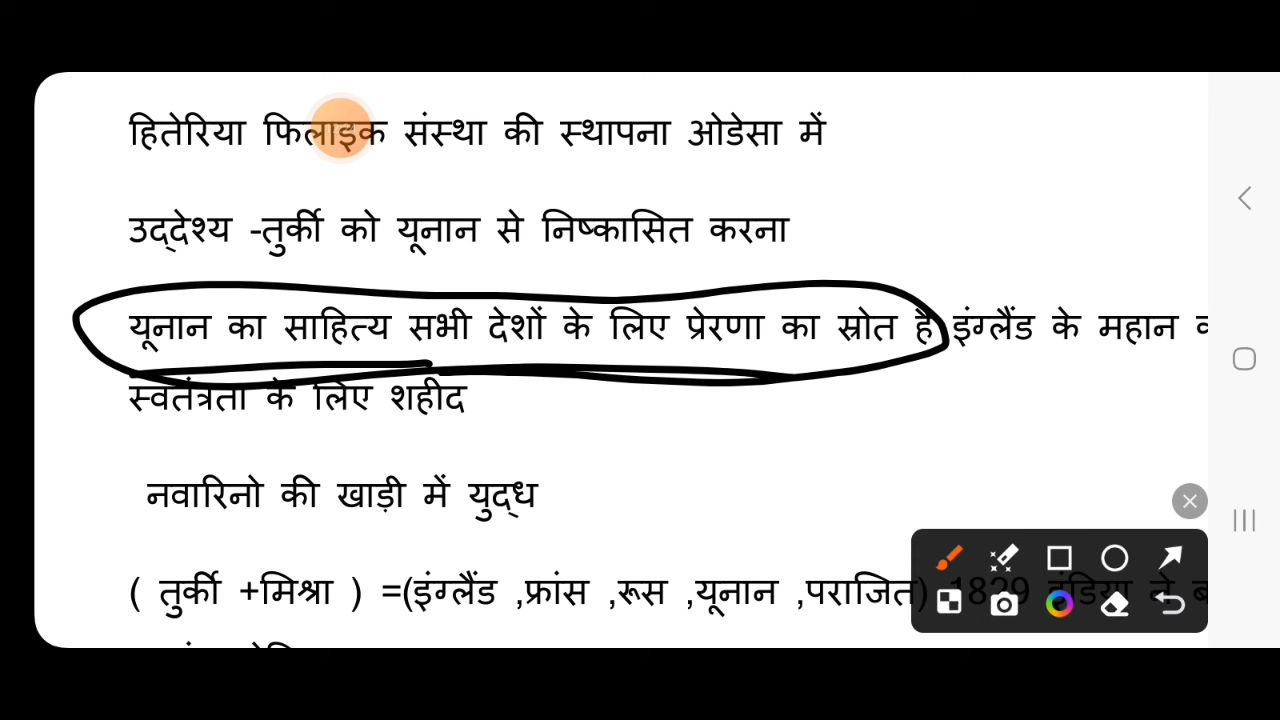 हितेरिया फिलाइक संस्था की स्थापना ओडेसा में
उद्देश्य -तुर्की को यूनान से निष्कासित करना
यूनान का साहित्य सभी देशों के लिए प्रेरणा का स्रोत है इंग्लैंड के महान
स्वतंत्रता के लिए शहीद
नवारिनो की खाड़ी में युद्ध
( तुर्की +मिश्रा ) =(इंग्लैंड ,फ्रांस ,रूस ,यूनान ,पराजित) 1829 इंडिया ने